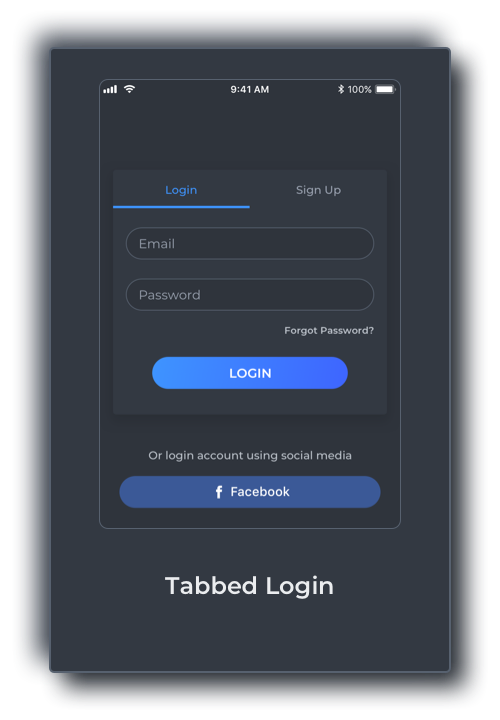 9:41 AM 100%
Login Sign Up
Email
Password
Forgot Password?
LOGIN
Or login account using social media
f Facebook
Tabbed Login